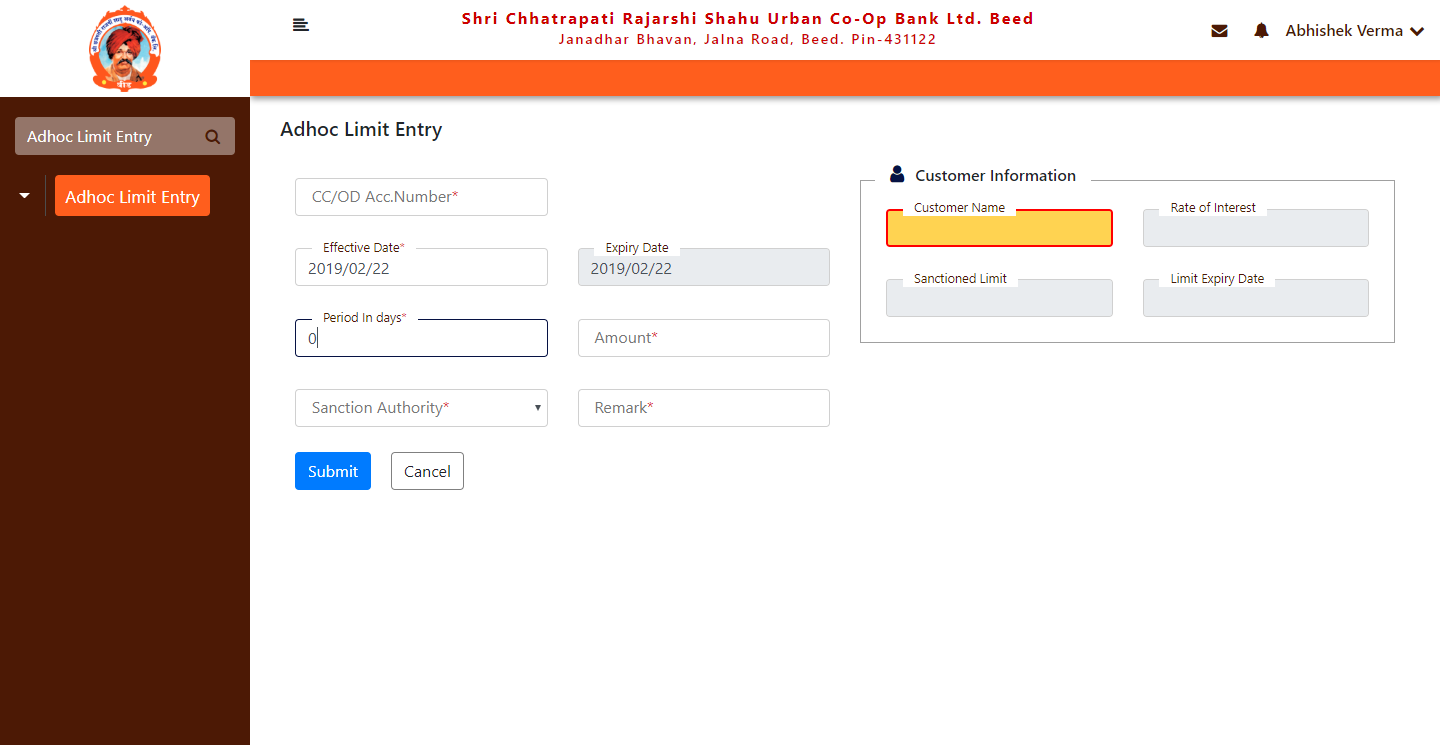 Shri Chhatrapati Rajarshi Shahu Urban Co-Op Bank Ltd. Beed
Janadhar Bhavan, Jalna Road, Beed. Pin-431122
Abhishek Verma
बीड
Adhoc Limit Entry
Adhoc Limit Entry
Adhoc Limit Entry
CC/OD Acc.Number*
Effective Date*
2019/02/22
Expiry Date
2019/02/22
Period In days*
0
Amount*
Sanction Authority*
Remark*
Submit
Cancel
Customer Information
Customer Name
Rate of Interest
Sanctioned Limit
Limit Expiry Date